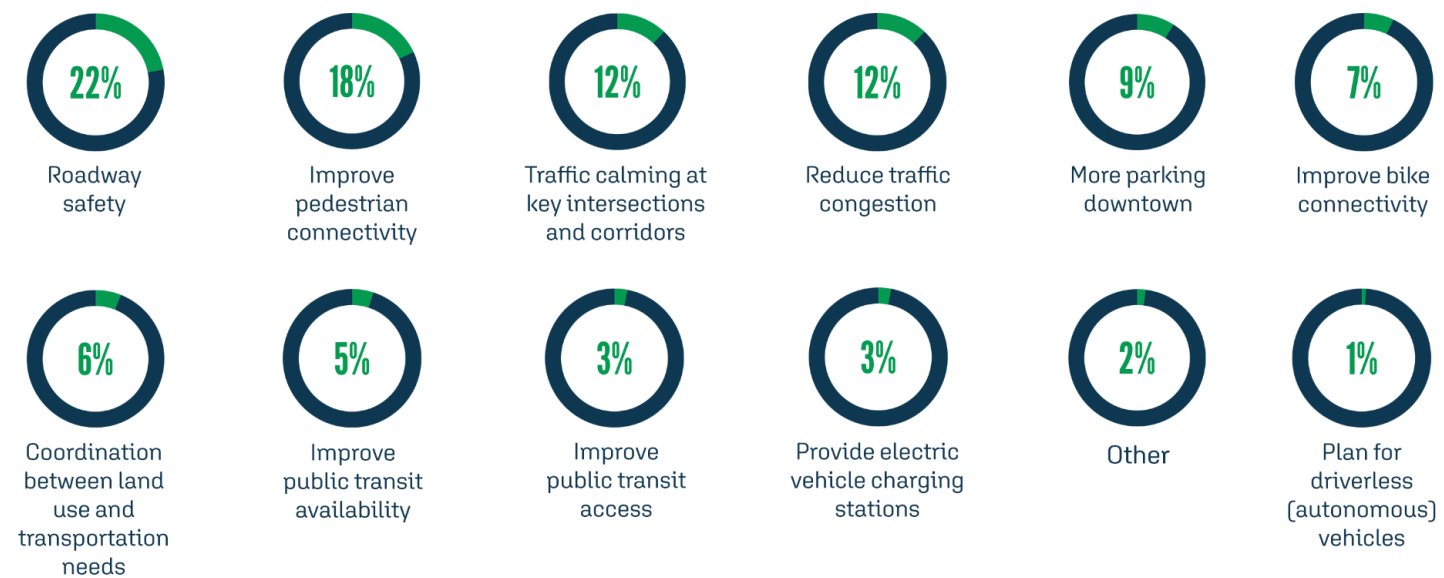 22%
Roadway
safety
18%
Improve
pedestrian
connectivity
12%
Traffic calming at
key intersections
and corridors
12%
Reduce traffic
congestion
9%
More parking
downtown
7%
Improve bike
connectivity
6%
Coordination
between land
use and
transportation
needs
5%
Improve
public transit
availability
3%
Improve
public transit
access
3%
Provide electric
vehicle charging
stations
2%
Other
1%
Plan for
driverless
(autonomous)
vehicles